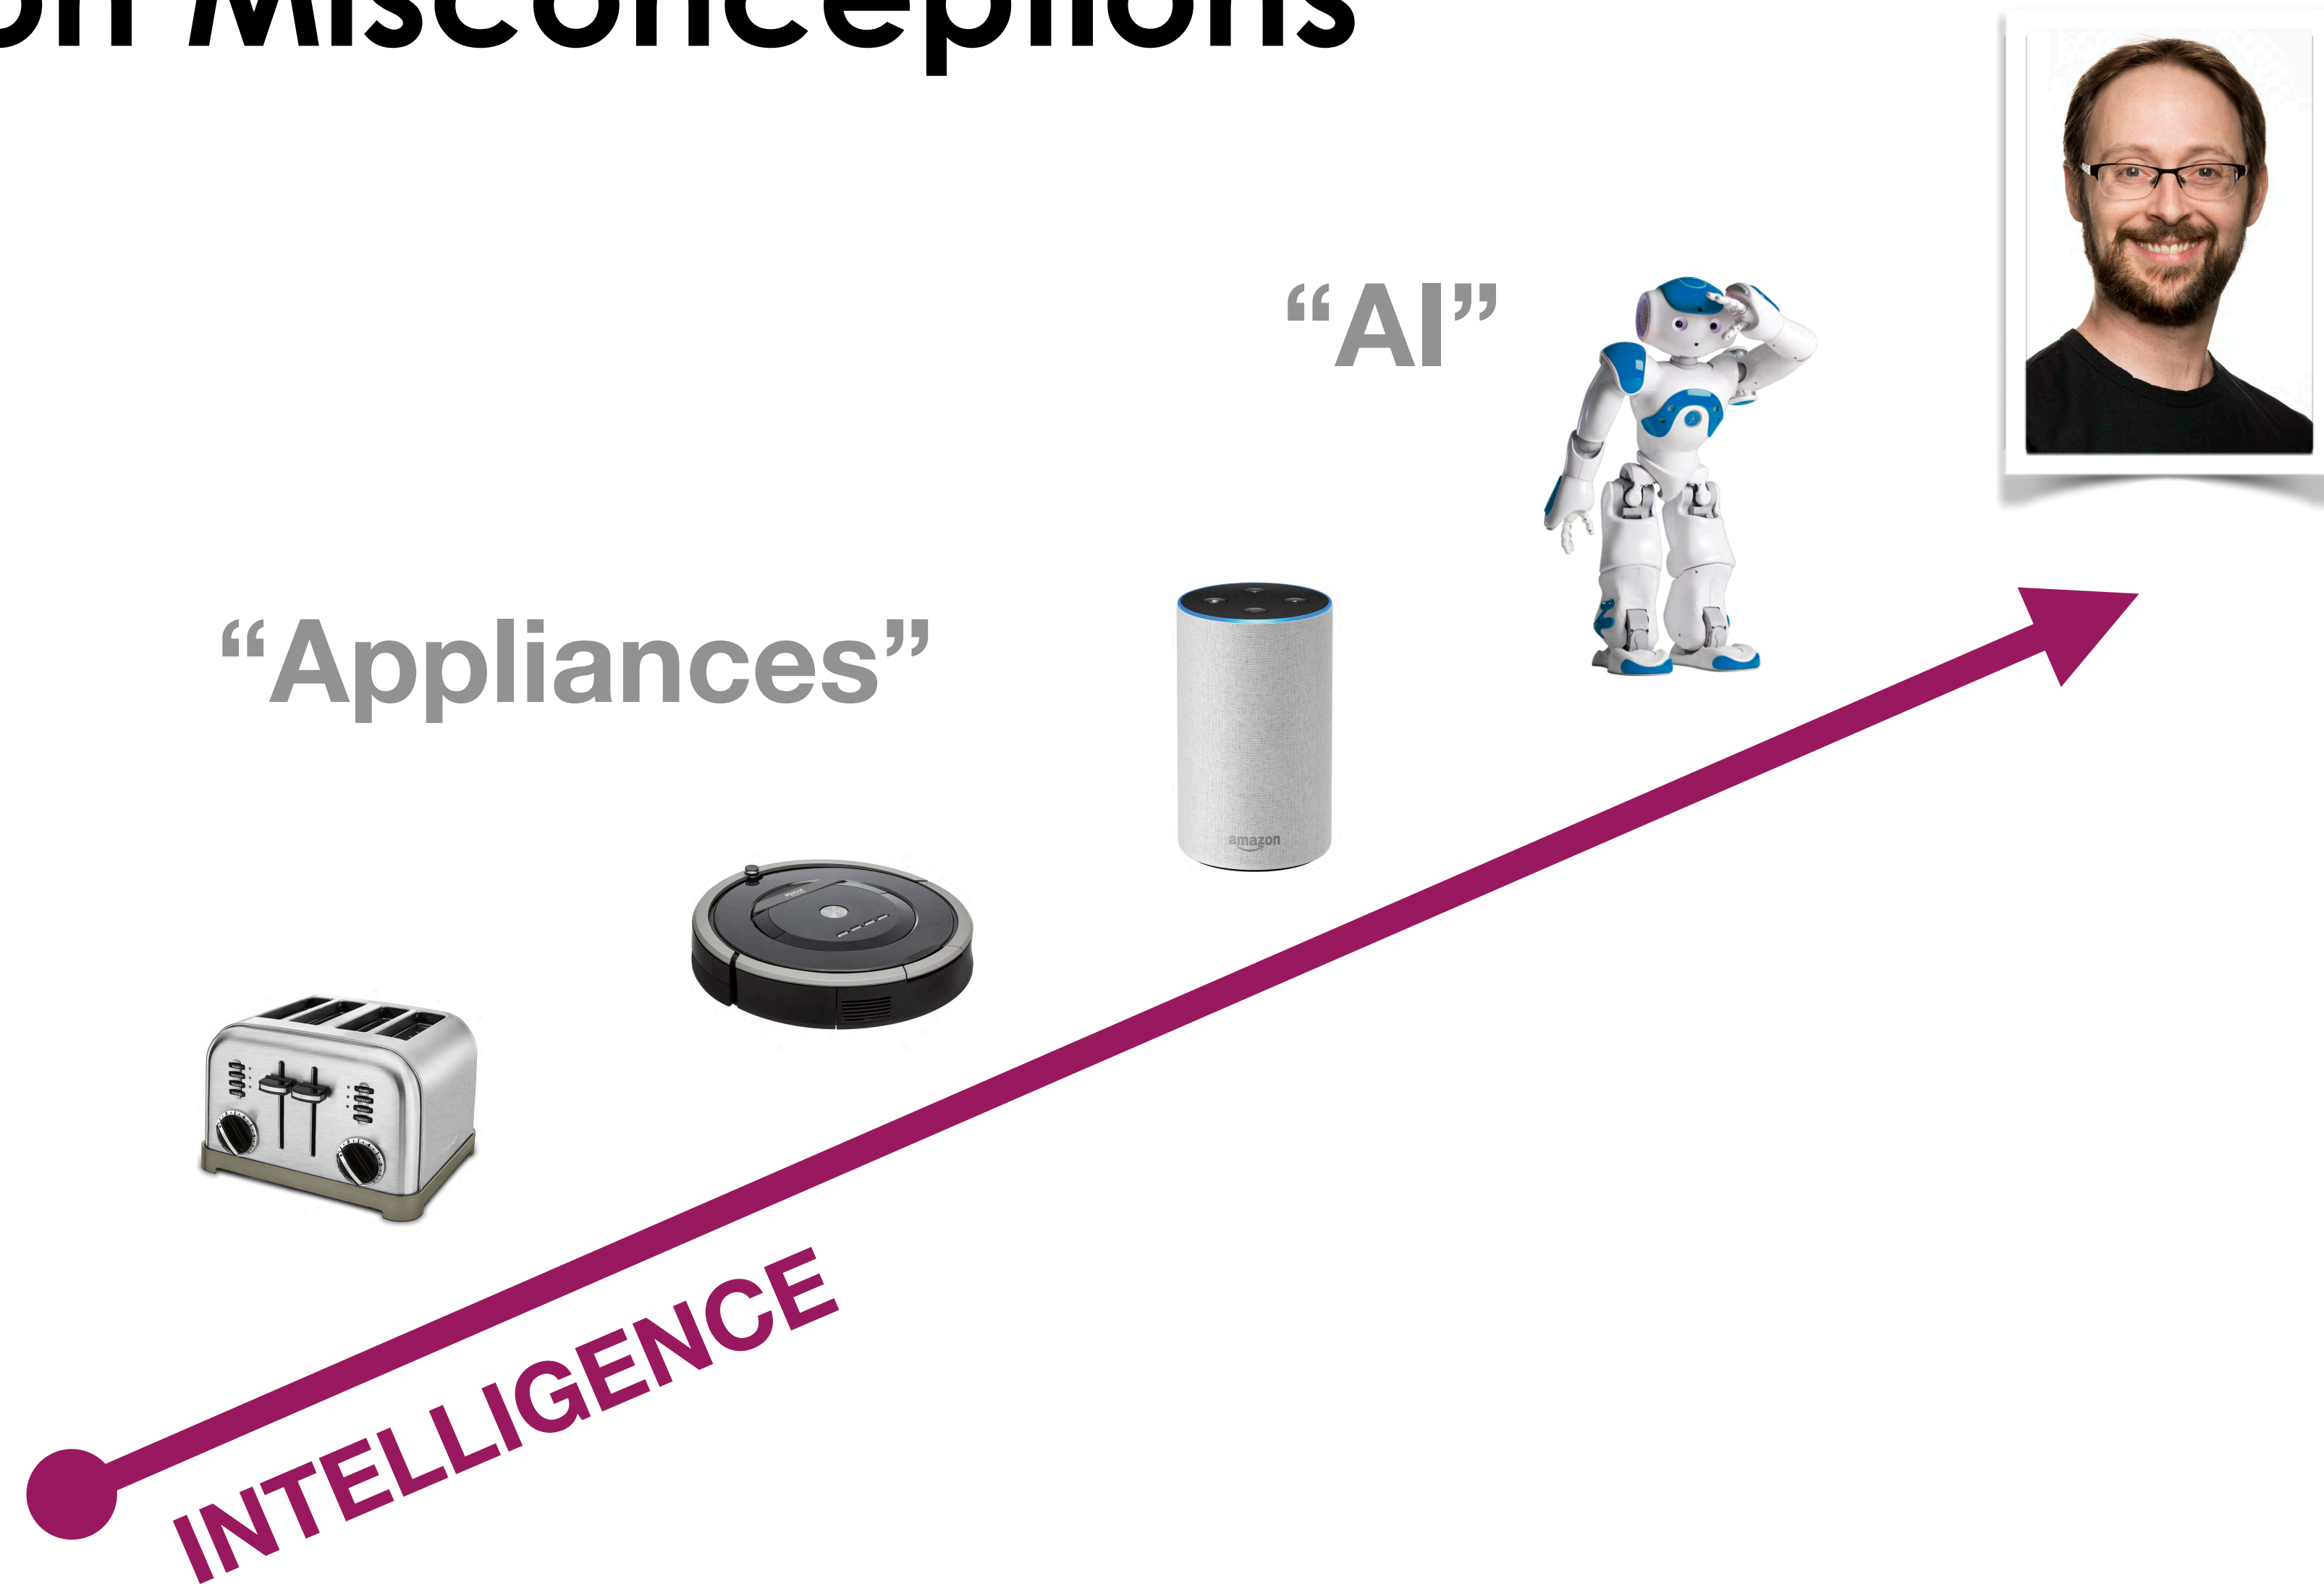 on Misconceptions
“AI”
“Appliances”
amazon
INTELLIGENCE